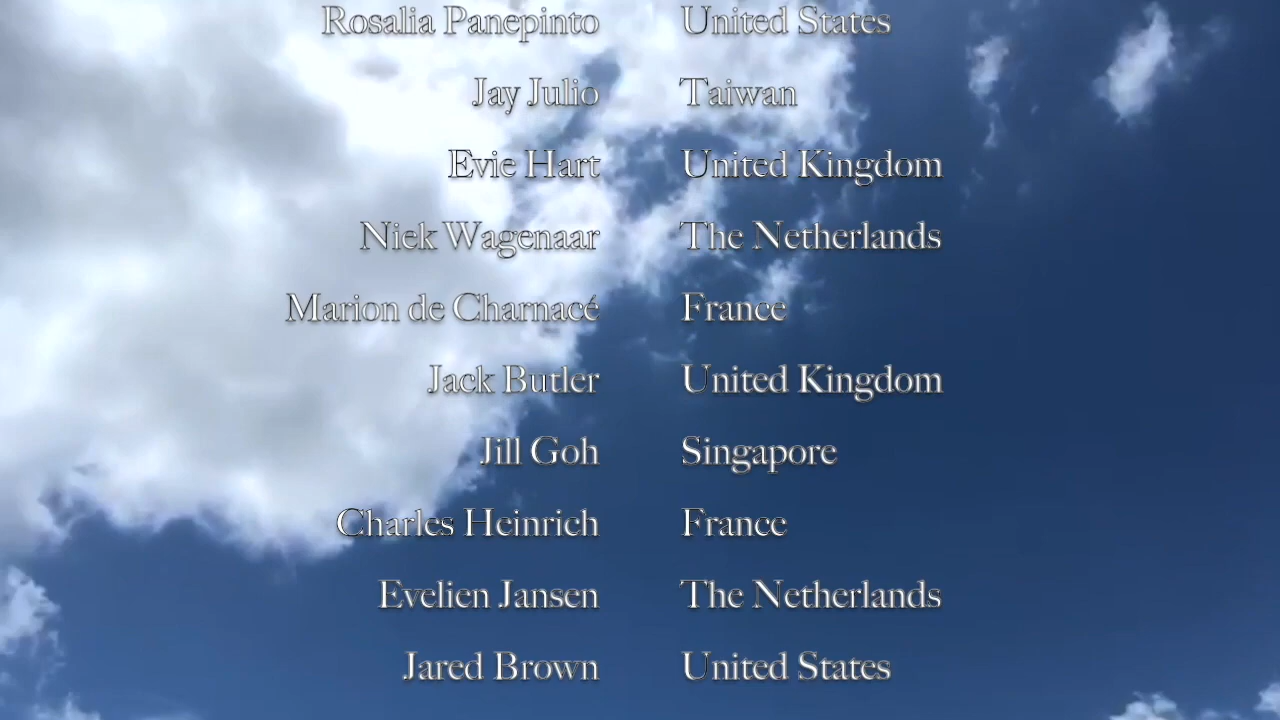 Rosalia Panepinto United States
Jay Julio Taiwan
Evie Hart United Kingdom
Niek Wagenaar The Netherlands
Marion de Charnacé France
Jack Butler United Kingdom
Jill Goh Singapore
Charles Heinrich France
Evelien Jansen The Netherlands
Jared Brown United States